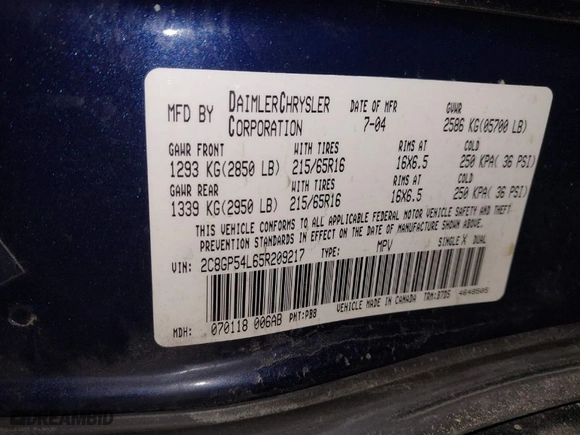 MFD BY DAIMLERCHRYSLER CORPORATION DATE OF MFR 7-04 GVWR 2586 KG(05700 LB)
GAWR FRONT WITH TIRES RIMS AT COLD
1293 KG(2850 LB) 215/65R16 16X6.5 250 KPA( 36 PSI)
GAWR REAR WITH TIRES RIMS AT COLD
1339 KG(2950 LB) 215/65R16 16X6.5 250 KPA( 36 PSI)
THIS VEHICLE CONFORMS TO ALL APPLICABLE FEDERAL MOTOR VEHICLE SAFETY AND THEFT
PREVENTION STANDARDS IN EFFECT ON THE DATE OF MANUFACTURE SHOWN ABOVE.
VIN: 2C8GP54L65R209217 TYPE: MPV SINGLE X DUAL
VEHICLE MADE IN CANADA TRM:B7D5 4648505
MDH: 070118 006AB PNT:PB8
DREAMBID